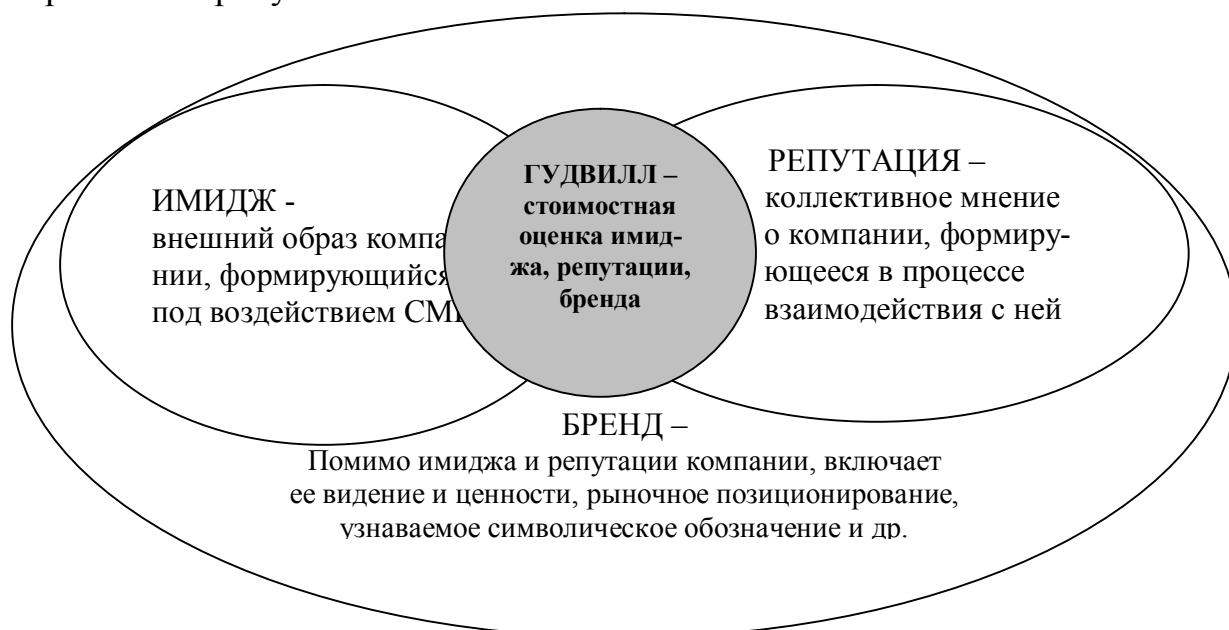 ИМИДЖ -
внешний образ компа
нии, формирующийся
под воздействием СМ
ГУДВИЛЛ –
стоимостная
оценка имид-
жа, репутации,
бренда
РЕПУТАЦИЯ –
коллективное мнение
о компании, формиру-
ющееся в процессе
взаимодействия с ней
БРЕНД –
Помимо имиджа и репутации компании, включает
ее видение и ценности, рыночное позиционирование,
узнаваемое символическое обозначение и др.